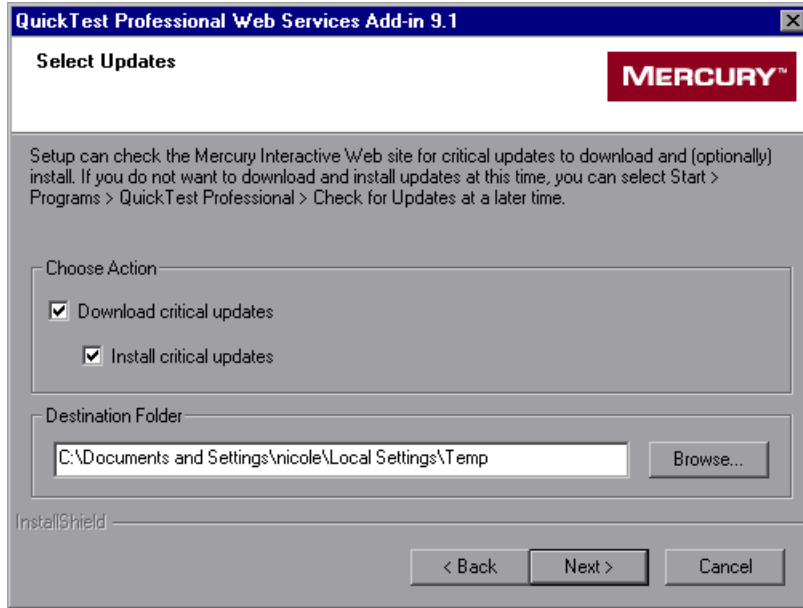 QuickTest Professional Web Services Add-in 9.1
Select Updates
MERCURY™
Setup can check the Mercury Interactive Web site for critical updates to download and (optionally)
install. If you do not want to download and install updates at this time, you can select Start >
Programs > QuickTest Professional > Check for Updates at a later time.
Choose Action
Download critical updates
Install critical updates
Destination Folder
C:\Documents and Settings\nicole\Local Settings\Temp
Browse...
InstallShield
< Back
Next >
Cancel